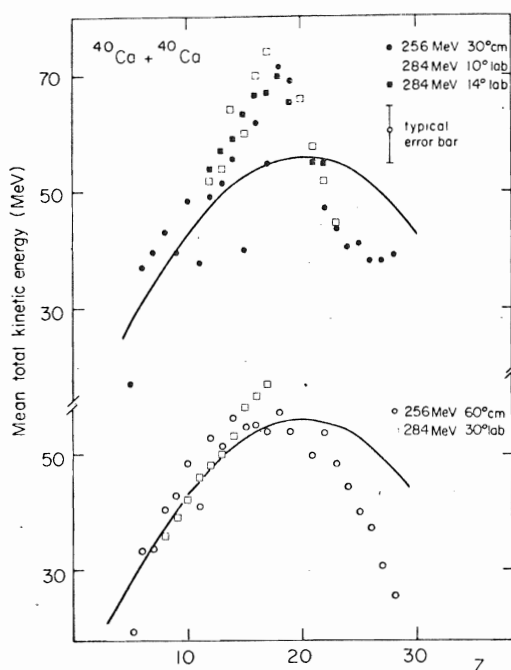 ⁴⁰Ca + ⁴⁰Ca
• 256 MeV 30°cm
284 MeV 10° lab
▪ 284 MeV 14° lab
typical
error bar
70
50
30
Mean total kinetic energy (MeV)
○ 256 MeV 60°cm
284 MeV 30° lab
50
30
10
20
30
Z